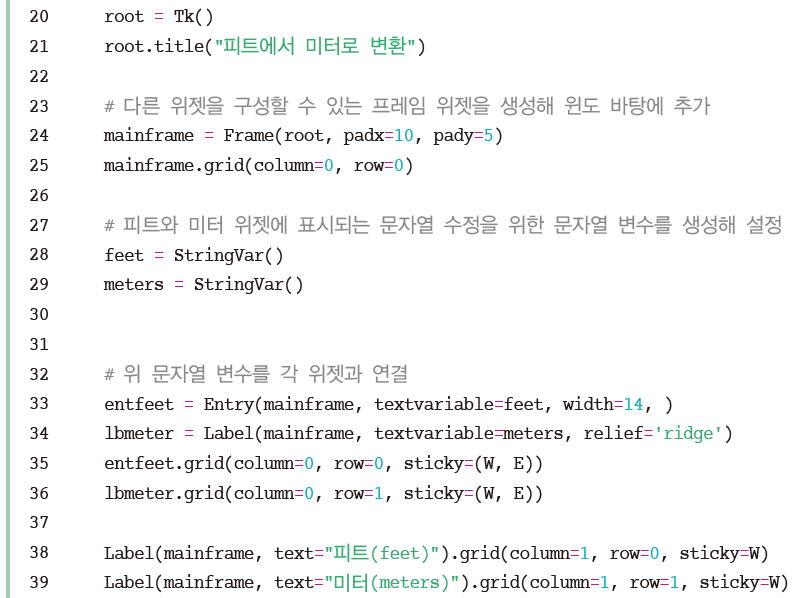 20 root = Tk()
21 root.title("피트에서 미터로 변환")
22
23 # 다른 위젯을 구성할 수 있는 프레임 위젯을 생성해 윈도 바탕에 추가
24 mainframe = Frame(root, padx=10, pady=5)
25 mainframe.grid(column=0, row=0)
26
27 # 피트와 미터 위젯에 표시되는 문자열 수정을 위한 문자열 변수를 생성해 설정
28 feet = StringVar()
29 meters = StringVar()
30
31
32 # 위 문자열 변수를 각 위젯과 연결
33 entfeet = Entry(mainframe, textvariable=feet, width=14, )
34 lbmeter = Label(mainframe, textvariable=meters, relief='ridge')
35 entfeet.grid(column=0, row=0, sticky=(W, E))
36 lbmeter.grid(column=0, row=1, sticky=(W, E))
37
38 Label(mainframe, text="피트(feet)").grid(column=1, row=0, sticky=W)
39 Label(mainframe, text="미터(meters)").grid(column=1, row=1, sticky=W)